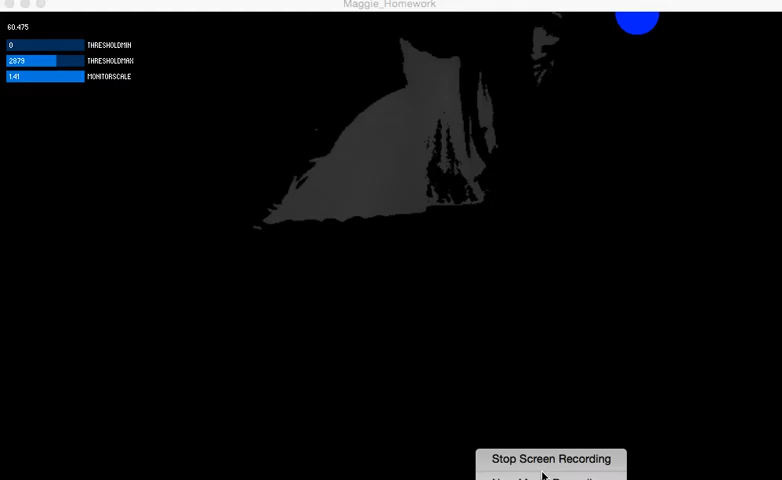 Maggie_Homework
60.475
0 THRESHOLDMIN
2879 THRESHOLDMAX
1.41 MONITORSCALE
Stop Screen Recording